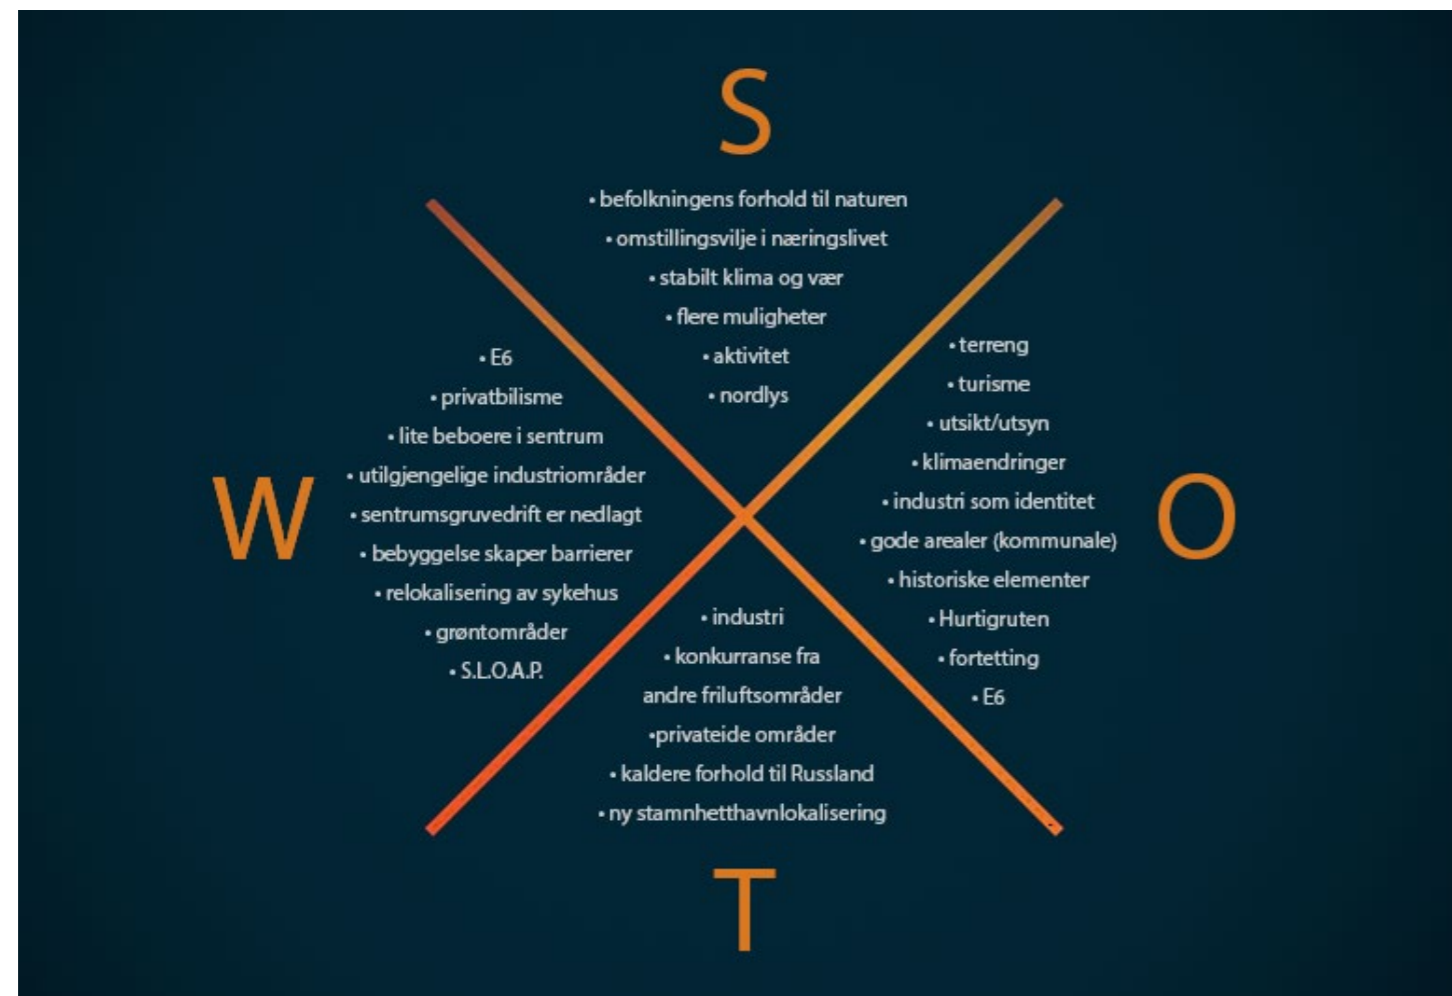 S
• befolkningens forhold til naturen
• omstillingsvilje i næringslivet
• stabilt klima og vær
• flere muligheter
• aktivitet
• nordlys
W
• E6
• privatbilisme
• lite beboere i sentrum
• utilgjengelige industriområder
• sentrumsgruvedrift er nedlagt
• bebyggelse skaper barrierer
• relokalisering av sykehus
• grøntområder
• S.L.O.A.P.
O
• terreng
• turisme
• utsikt/utsyn
• klimaendringer
• industri som identitet
• gode arealer (kommunale)
• historiske elementer
• Hurtigruten
• fortetting
• E6
• industri
• konkurranse fra
andre friluftsområder
•privateide områder
• kaldere forhold til Russland
• ny stamnhetthavnlokalisering
T